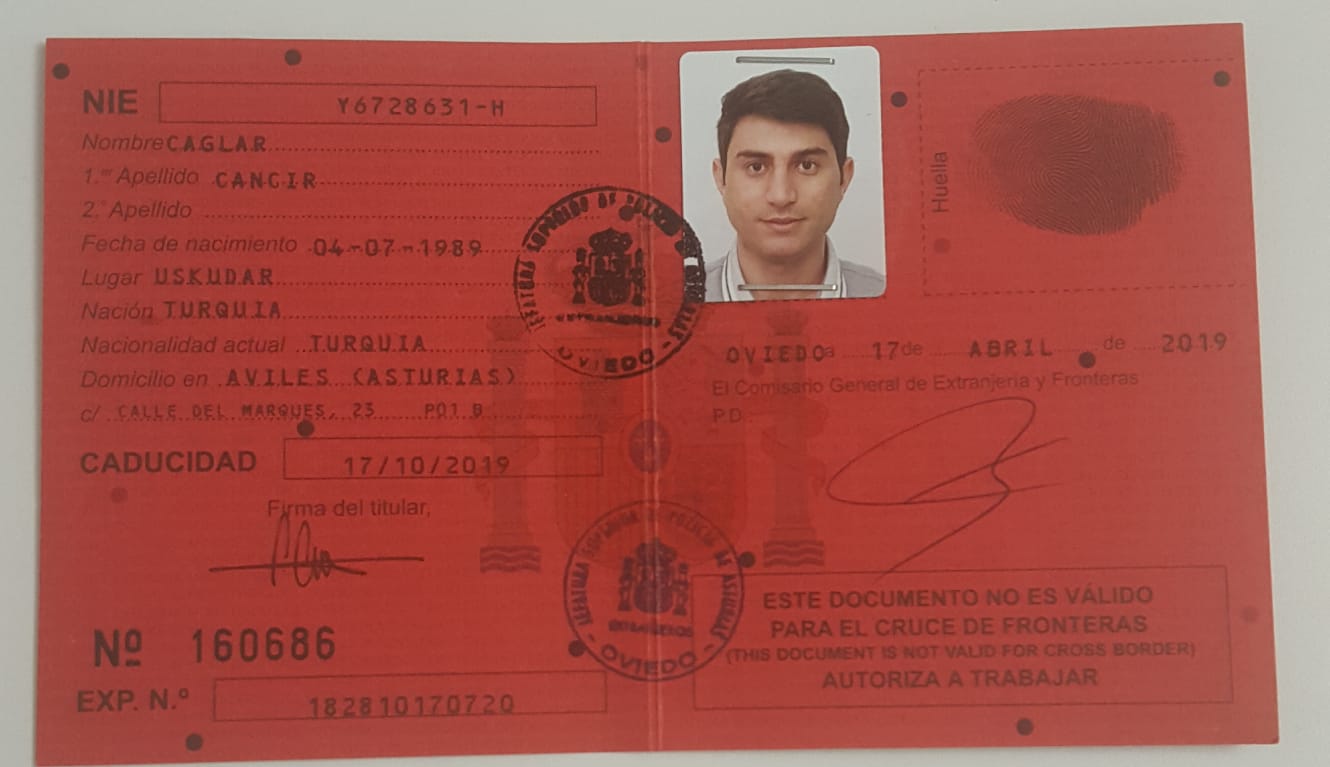 NIE Y6728631-H
Nombre CAGLAR
1.er Apellido CANCIR
2.º Apellido
Fecha de nacimiento 04-07-1989
Lugar USKUDAR
Nación TURQUIA
Nacionalidad actual TURQUIA
Domicilio en AVILES (ASTURIAS)
c/ CALLE DEL MARQUES, 23 P01 B
CADUCIDAD 17/10/2019
Firma del titular,
Nº 160686
EXP. N.º 182810170720
JEFATURA SUPERIOR DE POLICIA DE ASTURIAS
OVIEDO
Huella
OVIEDO a 17 de ABRIL de 2019
El Comisario General de Extranjería y Fronteras
P.D.
JEFATURA SUPERIOR DE POLICIA DE ASTURIAS
EXTRANJEROS
OVIEDO
ESTE DOCUMENTO NO ES VÁLIDO
PARA EL CRUCE DE FRONTERAS
(THIS DOCUMENT IS NOT VALID FOR CROSS BORDER)
AUTORIZA A TRABAJAR